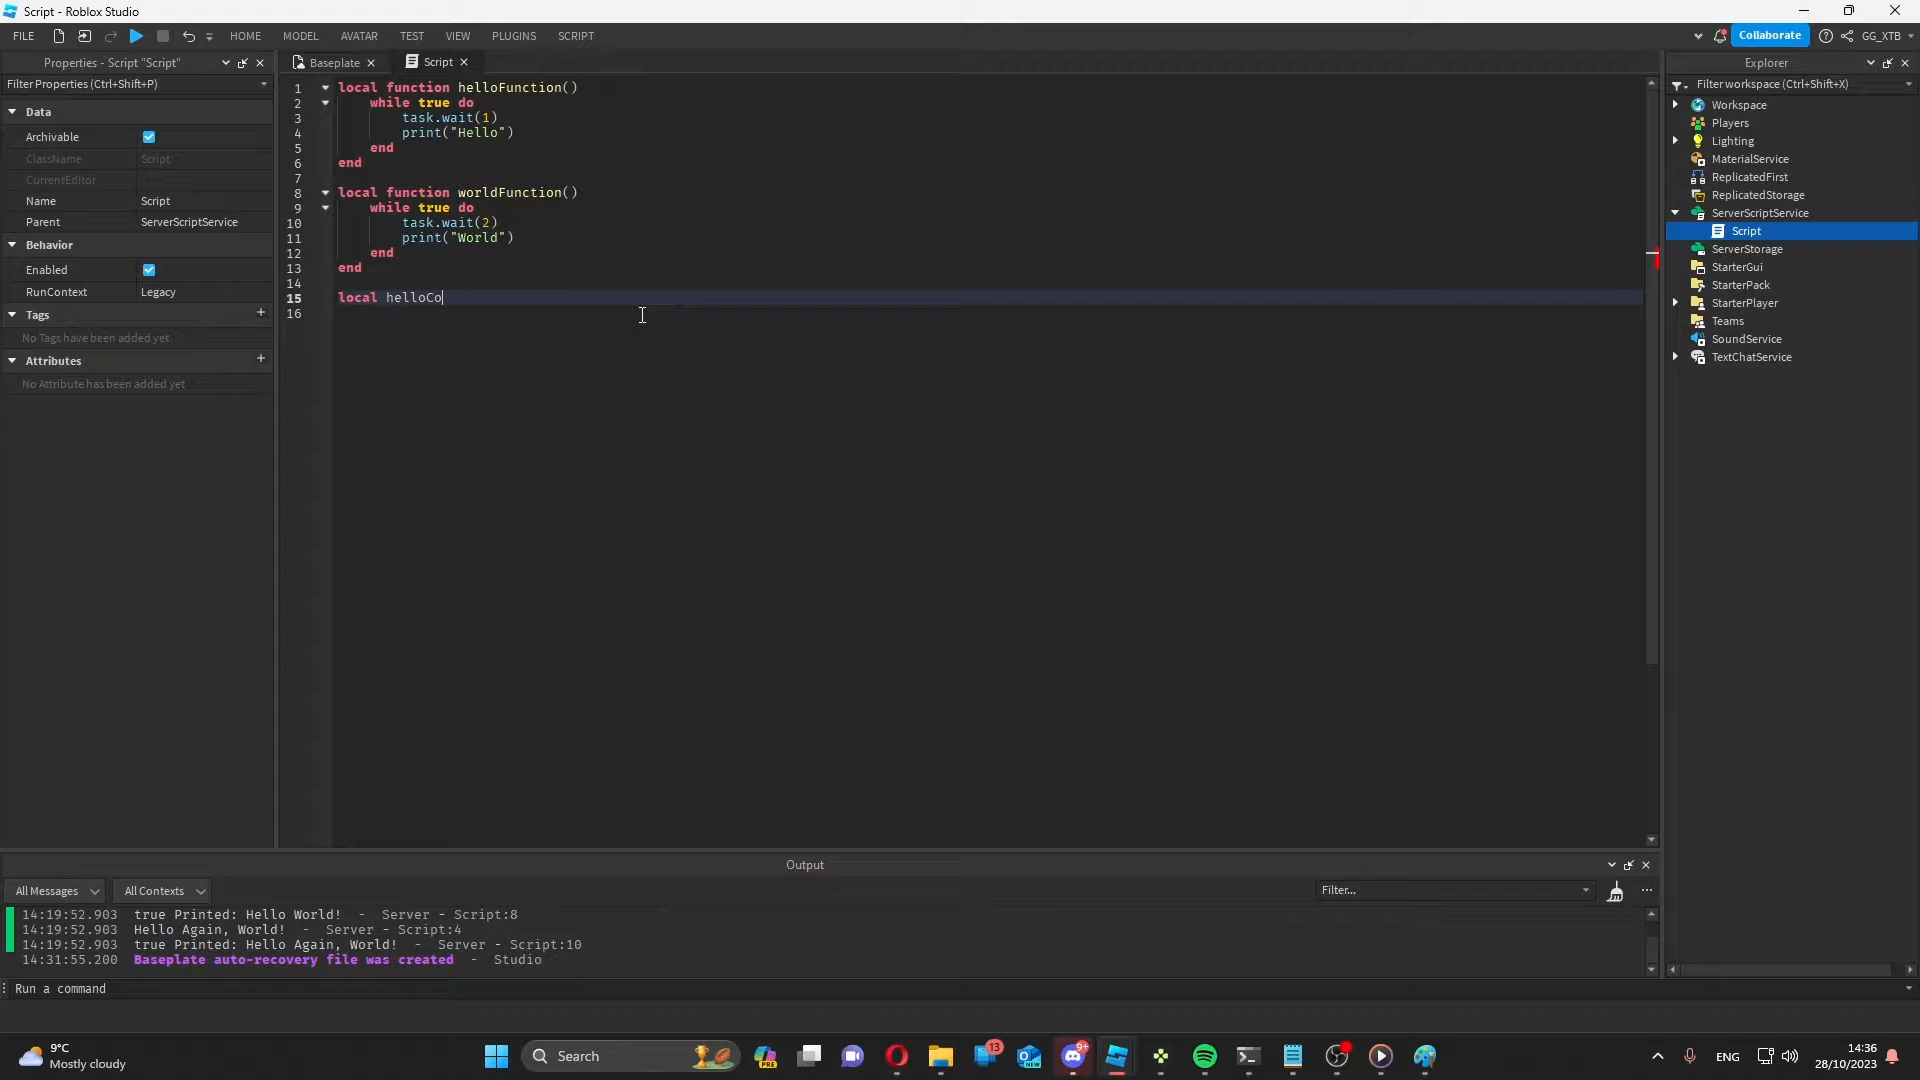 Script - Roblox Studio
FILE HOME MODEL AVATAR TEST VIEW PLUGINS SCRIPT Collaborate GG_XTB
Properties - Script "Script"
Filter Properties (Ctrl+Shift+P)
Data
Archivable
ClassName Script
CurrentEditor
Name Script
Parent ServerScriptService
Behavior
Enabled
RunContext Legacy
Tags +
No Tags have been added yet
Attributes +
No Attribute has been added yet
Baseplate
Script
1 local function helloFunction()
2 while true do
3 task.wait(1)
4 print("Hello")
5 end
6 end
7
8 local function worldFunction()
9 while true do
10 task.wait(2)
11 print("World")
12 end
13 end
14
15 local helloCo
16
Explorer
Filter workspace (Ctrl+Shift+X)
Workspace
Players
Lighting
MaterialService
ReplicatedFirst
ReplicatedStorage
ServerScriptService
Script
ServerStorage
StarterGui
StarterPack
StarterPlayer
Teams
SoundService
TextChatService
Output
All Messages All Contexts Filter...
14:19:52.903 true Printed: Hello World! - Server - Script:8
14:19:52.903 Hello Again, World! - Server - Script:4
14:19:52.903 true Printed: Hello Again, World! - Server - Script:10
14:31:55.200 Baseplate auto-recovery file was created - Studio
Run a command
9°C
Mostly cloudy
Search
PRE
13
NEW
9+
ENG
14:36
28/10/2023